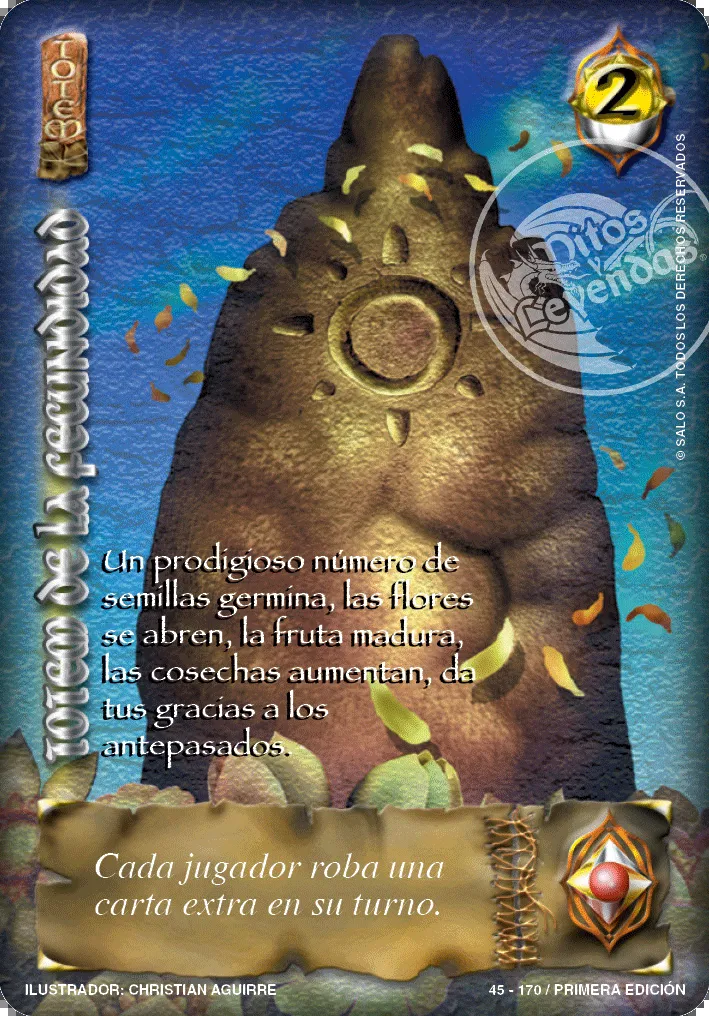 TOTEM
2
TOTEM DE LA FECUNDIDAD
Mitos
y
Leyendas
®
© SALO S.A. TODOS LOS DERECHOS RESERVADOS
Un prodigioso número de
semillas germina, las flores
se abren, la fruta madura,
las cosechas aumentan, da
tus gracias a los
antepasados.
Cada jugador roba una
carta extra en su turno.
ILUSTRADOR: CHRISTIAN AGUIRRE
45 - 170 / PRIMERA EDICIÓN